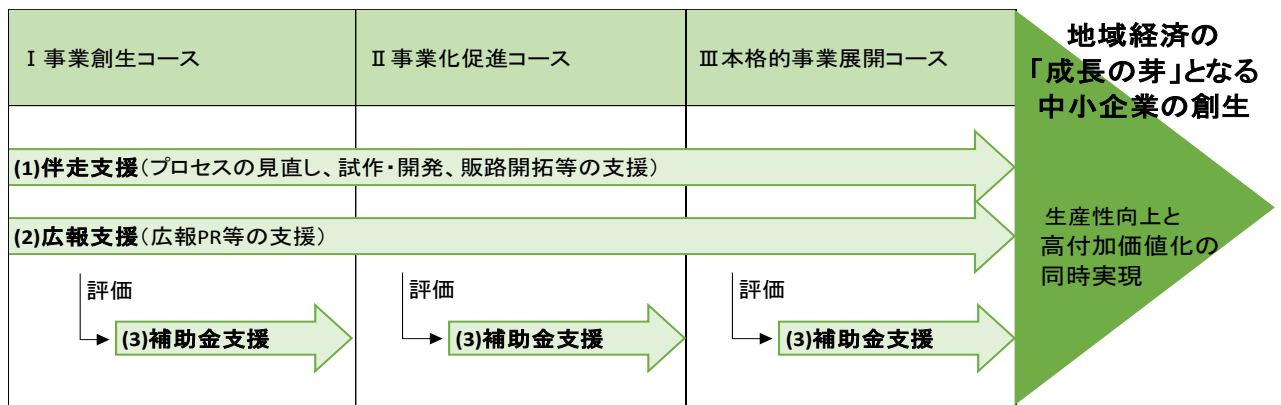 Ⅰ事業創生コース
Ⅱ事業化促進コース
Ⅲ本格的事業展開コース
地域経済の
「成長の芽」となる
中小企業の創生
(1)伴走支援（プロセスの見直し、試作・開発、販路開拓等の支援）
(2)広報支援（広報PR等の支援）
生産性向上と
高付加価値化の
同時実現
評価
(3)補助金支援
評価
(3)補助金支援
評価
(3)補助金支援